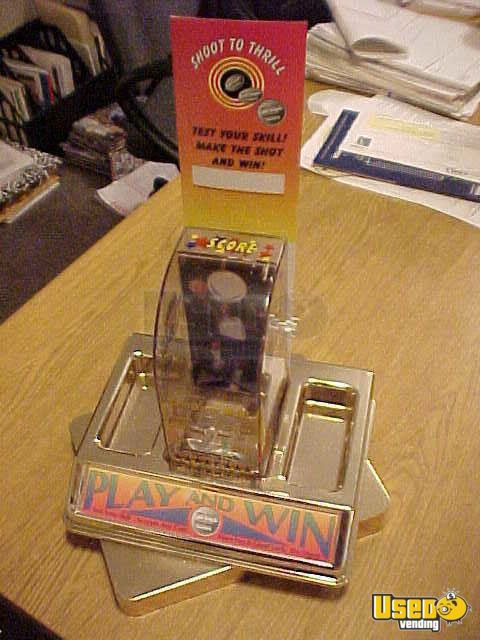 SHOOT TO THRILL
TEST YOUR SKILL!
MAKE THE SHOT
AND WIN!
SCORE
PLAY AND WIN
Used
vending